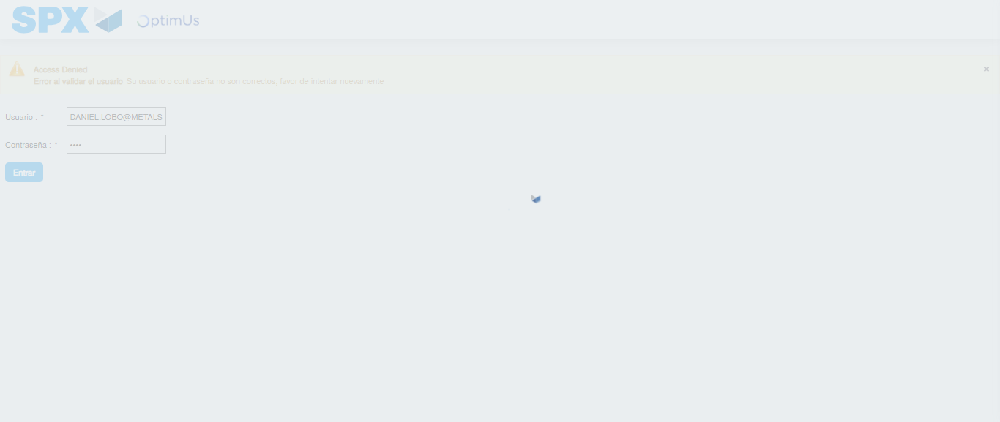 SPX OptimUs
Access Denied
Error al validar el usuario Su usuario o contraseña no son correctos, favor de intentar nuevamente
Usuario : * DANIEL.LOBO@METALS
Contraseña : * ••••
Entrar